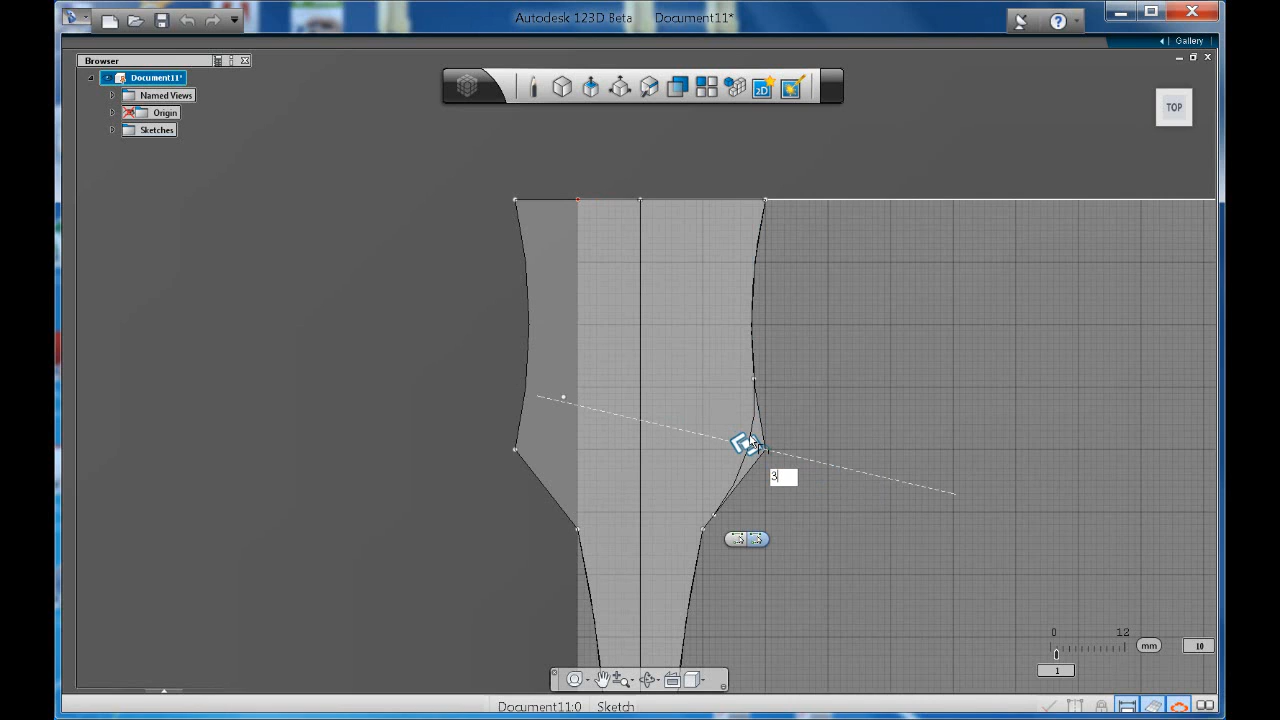 Autodesk 123D Beta Document11*
Gallery
Browser
Document11*
Named Views
Origin
Sketches
2D
TOP
3
0 12
mm
10
1
Document11:0 Sketch